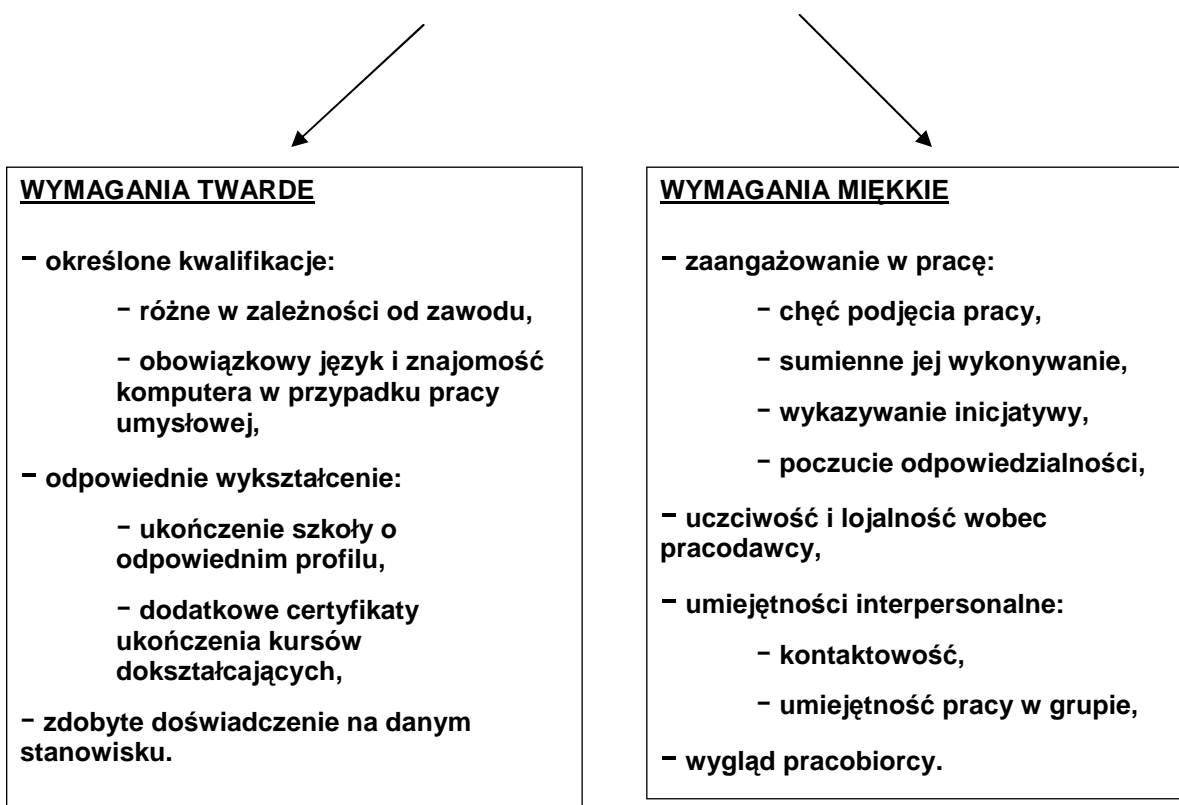 WYMAGANIA TWARDE
− określone kwalifikacje:
− różne w zależności od zawodu,
− obowiązkowy język i znajomość
komputera w przypadku pracy
umysłowej,
− odpowiednie wykształcenie:
− ukończenie szkoły o
odpowiednim profilu,
− dodatkowe certyfikaty
ukończenia kursów
dokształcających,
− zdobyte doświadczenie na danym
stanowisku.
WYMAGANIA MIĘKKIE
− zaangażowanie w pracę:
− chęć podjęcia pracy,
− sumienne jej wykonywanie,
− wykazywanie inicjatywy,
− poczucie odpowiedzialności,
− uczciwość i lojalność wobec
pracodawcy,
− umiejętności interpersonalne:
− kontaktowość,
− umiejętność pracy w grupie,
− wygląd pracobiorcy.